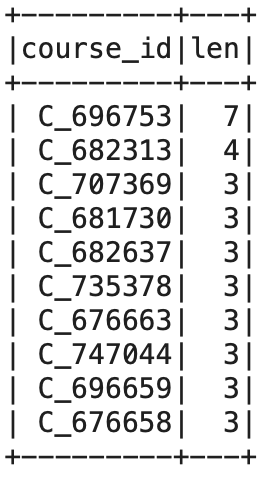 +---------+---+
|course_id|len|
+---------+---+
| C_696753|  7|
| C_682313|  4|
| C_707369|  3|
| C_681730|  3|
| C_682637|  3|
| C_735378|  3|
| C_676663|  3|
| C_747044|  3|
| C_696659|  3|
| C_676658|  3|
+---------+---+